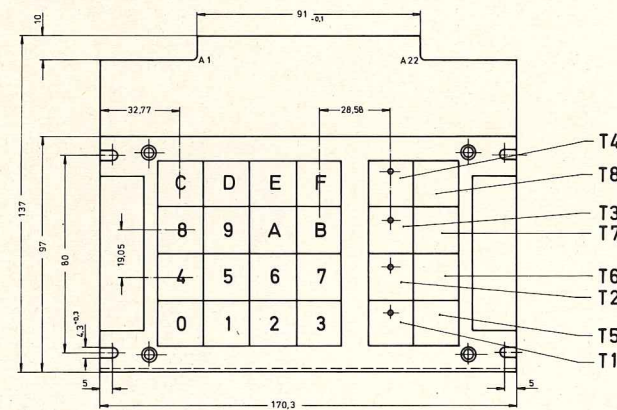 10
91 -0,1
A1
A22
32,77
28,58
137
97
80
19,05
4,3 +0,3
C D E F
8 9 A B
4 5 6 7
0 1 2 3
T4
T8
T3
T7
T6
T2
T5
T1
5
170,3
5